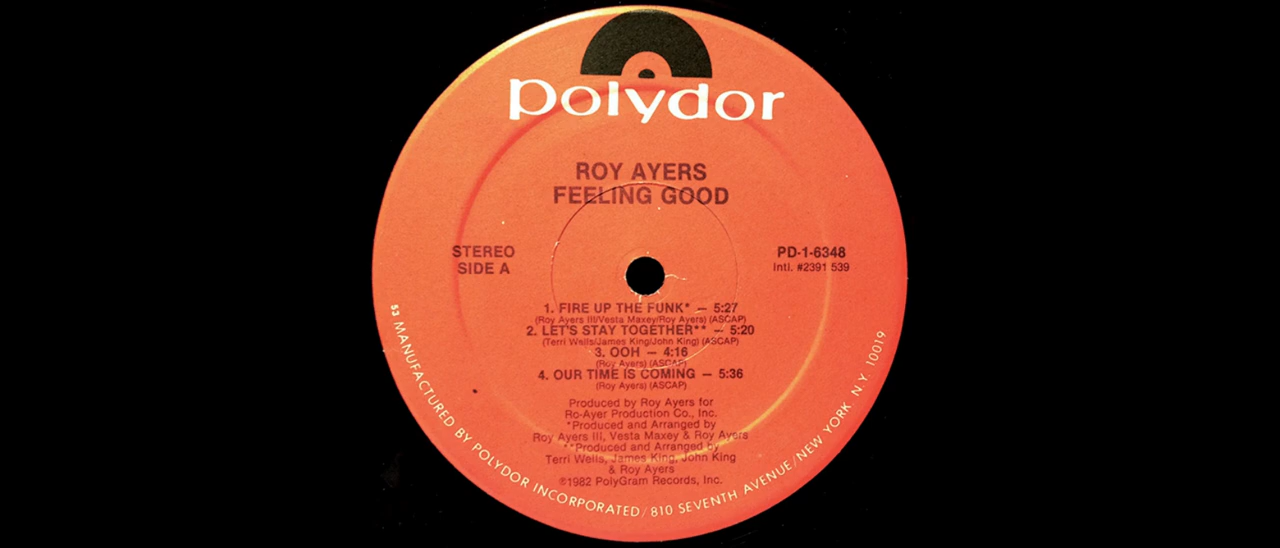 polydor
ROY AYERS
FEELING GOOD
STEREO
SIDE A
PD-1-6348
Intl. #2391 539
1. FIRE UP THE FUNK* — 5:27
(Roy Ayers III/Vesta Maxey/Roy Ayers) (ASCAP)
2. LET'S STAY TOGETHER** — 5:20
(Terri Wells/James King/John King) (ASCAP)
3. OOH — 4:16
(Roy Ayers) (ASCAP)
4. OUR TIME IS COMING — 5:36
(Roy Ayers) (ASCAP)
Produced by Roy Ayers for
Ro-Ayer Production Co., Inc.
*Produced and Arranged by
Roy Ayers III, Vesta Maxey & Roy Ayers
**Produced and Arranged by
Terri Wells, James King, John King
& Roy Ayers
℗1982 PolyGram Records, Inc.
53 MANUFACTURED BY POLYDOR INCORPORATED/810 SEVENTH AVENUE/NEW YORK, N.Y. 10019